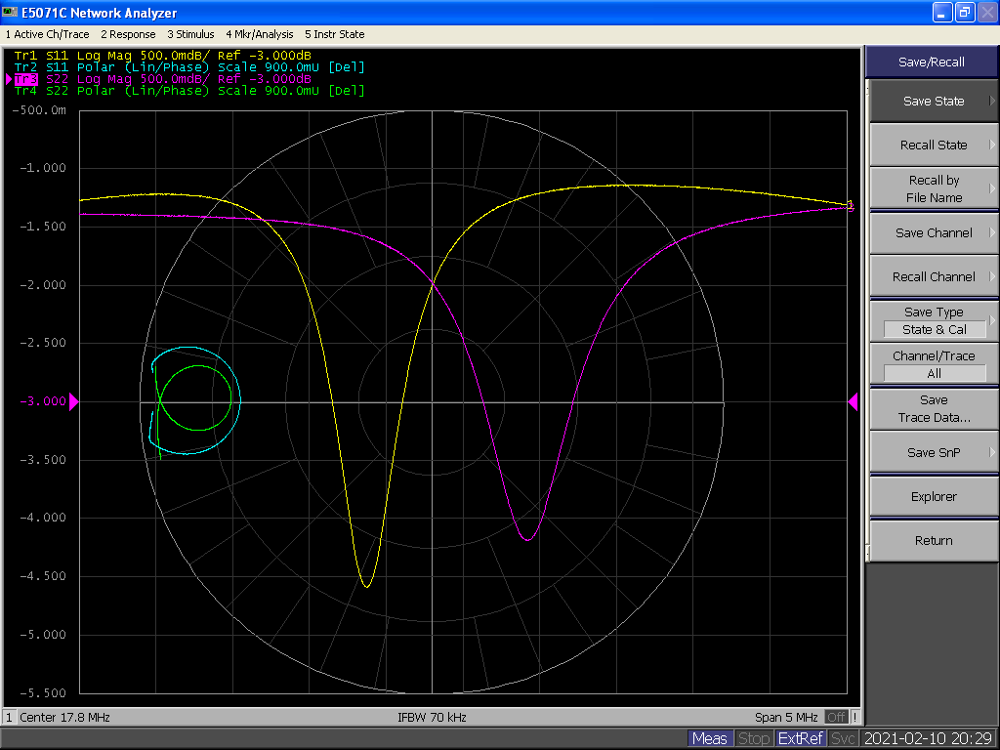 E5071C Network Analyzer
1 Active Ch/Trace 2 Response 3 Stimulus 4 Mkr/Analysis 5 Instr State
Tr1 S11 Log Mag 500.0mdB/ Ref -3.000dB
Tr2 S11 Polar (Lin/Phase) Scale 900.0mU [Del]
Tr3 S22 Log Mag 500.0mdB/ Ref -3.000dB
Tr4 S22 Polar (Lin/Phase) Scale 900.0mU [Del]
-500.0m
-1.000
-1.500
-2.000
-2.500
-3.000
-3.500
-4.000
-4.500
-5.000
-5.500
Save/Recall
Save State
Recall State
Recall by
File Name
Save Channel
Recall Channel
Save Type
State & Cal
Channel/Trace
All
Save
Trace Data...
Save SnP
Explorer
Return
1 Center 17.8 MHz IFBW 70 kHz Span 5 MHz Off !
Meas Stop ExtRef Svc 2021-02-10 20:29